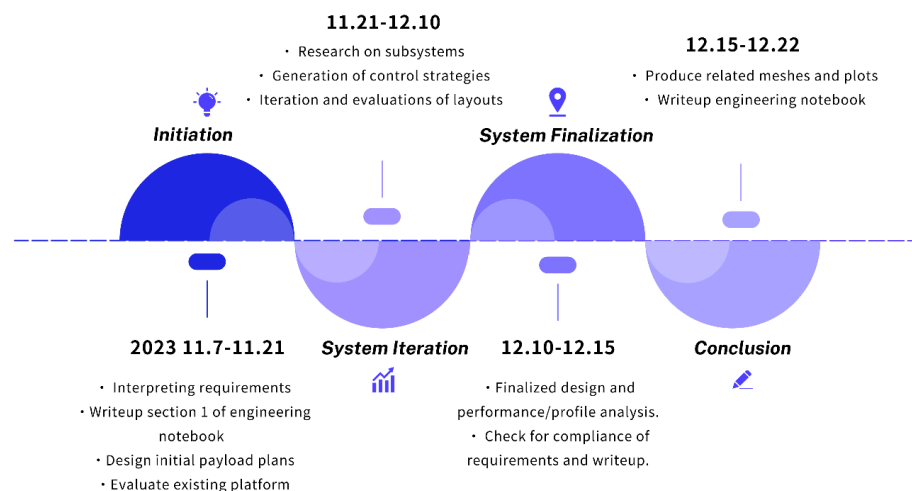 11.21-12.10
• Research on subsystems
• Generation of control strategies
• Iteration and evaluations of layouts
12.15-12.22
• Produce related meshes and plots
• Writeup engineering notebook
Initiation
System Finalization
2023 11.7-11.21
• Interpreting requirements
• Writeup section 1 of engineering
notebook
• Design initial payload plans
• Evaluate existing platform
System Iteration
12.10-12.15
• Finalized design and
performance/profile analysis.
• Check for compliance of
requirements and writeup.
Conclusion